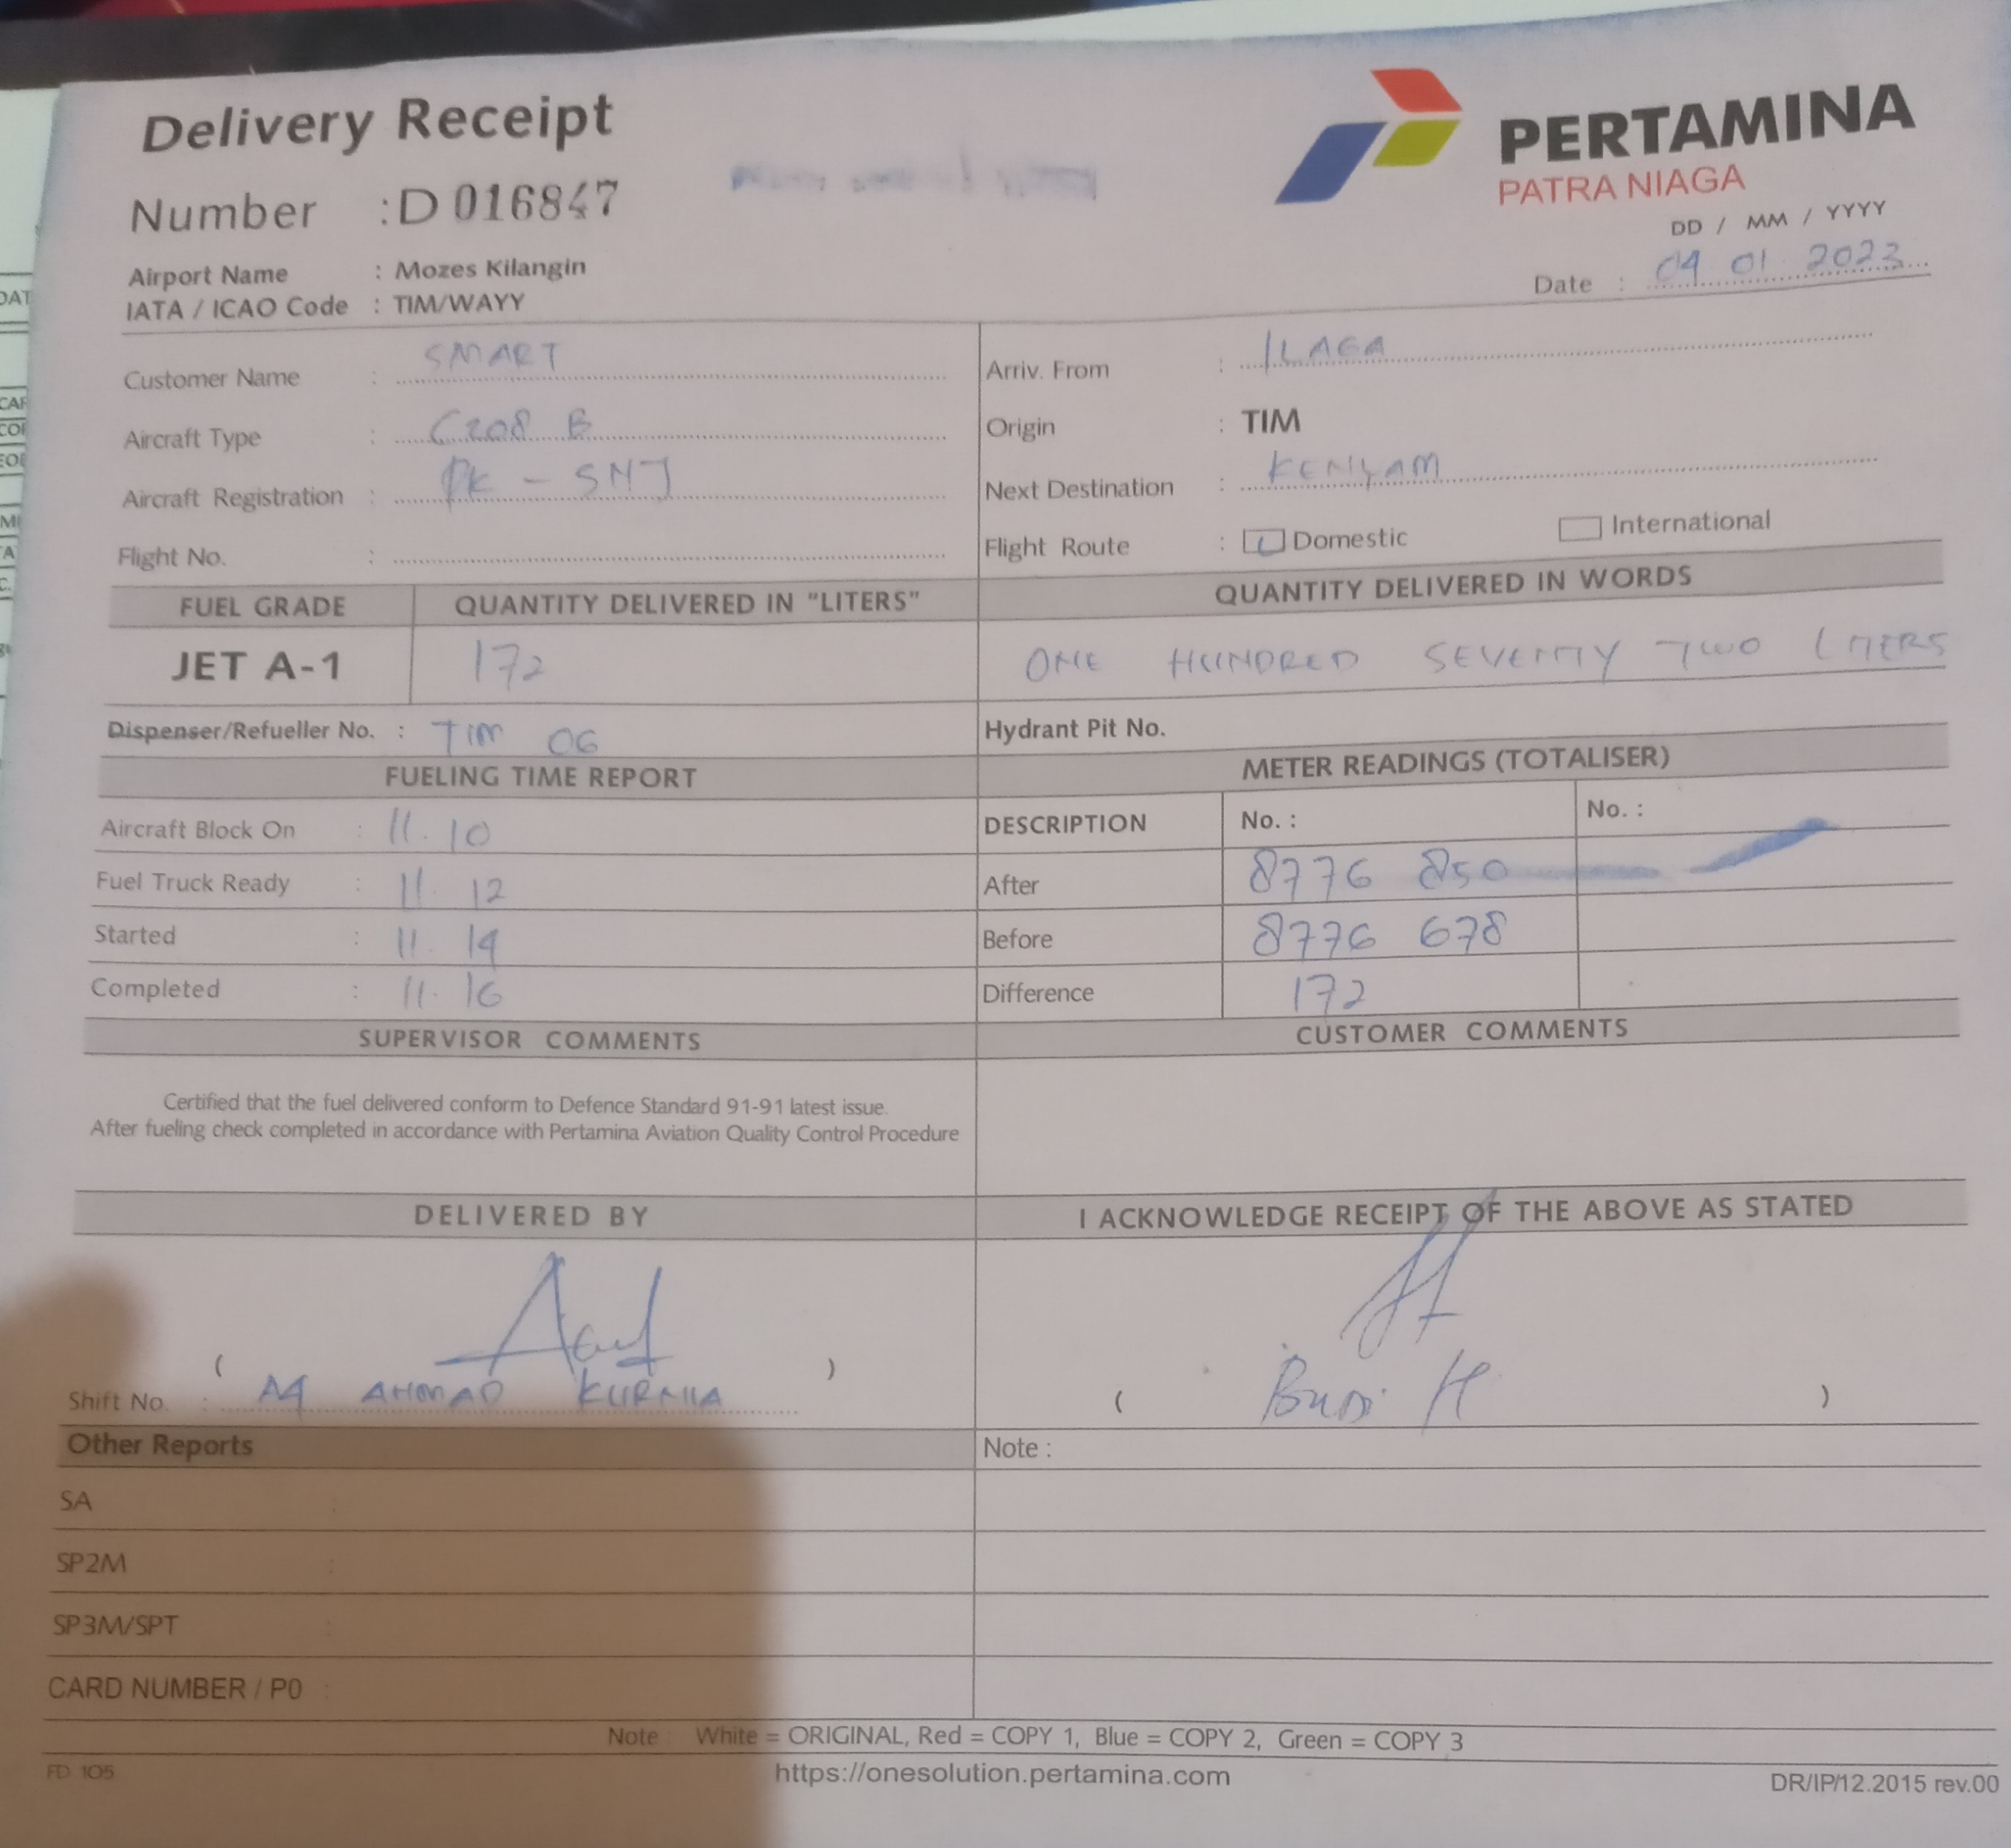 Delivery Receipt
PERTAMINA
PATRA NIAGA
Number : D 016847
DD / MM / YYYY
Airport Name : Mozes Kilangin
Date : 04 01 2023
IATA / ICAO Code : TIM/WAYY
Customer Name : SMART
Arriv. From : ILAGA
Aircraft Type : C208 B
Origin : TIM
Aircraft Registration : PK - SNJ
Next Destination : KENYAM
Flight No. :
Flight Route : Domestic International
FUEL GRADE QUANTITY DELIVERED IN "LITERS" QUANTITY DELIVERED IN WORDS
JET A-1 172 ONE HUNDRED SEVENTY TWO LITERS
Dispenser/Refueller No. : TIM 06 Hydrant Pit No.
FUELING TIME REPORT METER READINGS (TOTALISER)
Aircraft Block On : 11.10 DESCRIPTION No. : No. :
Fuel Truck Ready : 11.12 After 8776 850
Started : 11.14 Before 8776 678
Completed : 11.16 Difference 172
SUPERVISOR COMMENTS CUSTOMER COMMENTS
Certified that the fuel delivered conform to Defence Standard 91-91 latest issue.
After fueling check completed in accordance with Pertamina Aviation Quality Control Procedure
DELIVERED BY I ACKNOWLEDGE RECEIPT OF THE ABOVE AS STATED
( )
Shift No. : AHMAD KURNIA
( Budi H )
Other Reports Note :
SA :
SP2M :
SP3M/SPT :
CARD NUMBER / P0 :
Note : White = ORIGINAL, Red = COPY 1, Blue = COPY 2, Green = COPY 3
FD 105 https://onesolution.pertamina.com DR/IP/12.2015 rev.00